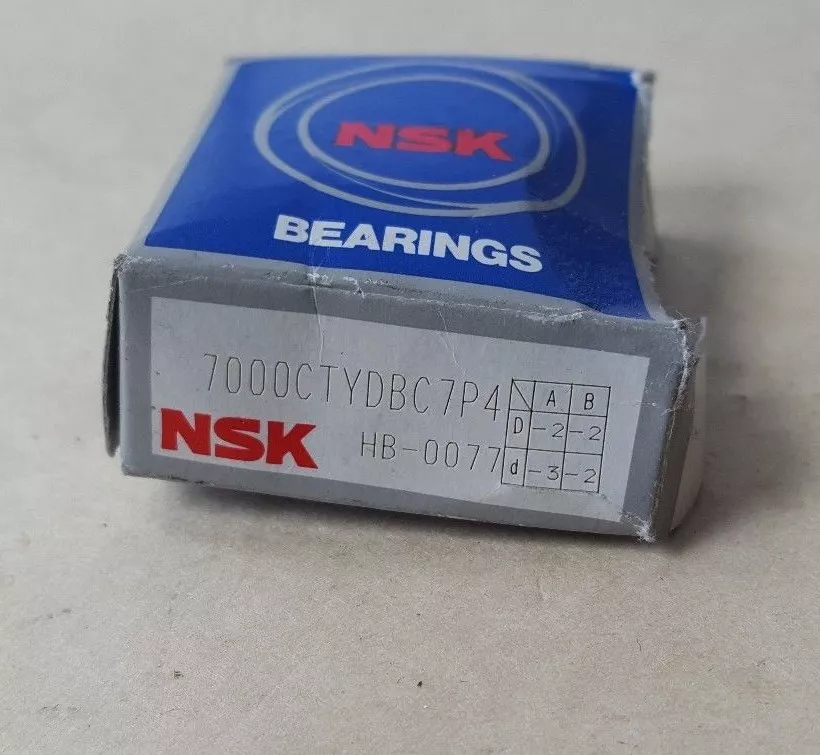 NSK
BEARINGS
7000CTYDBC7P4
NSK HB-0077
A B
D -2 -2
d -3 -2